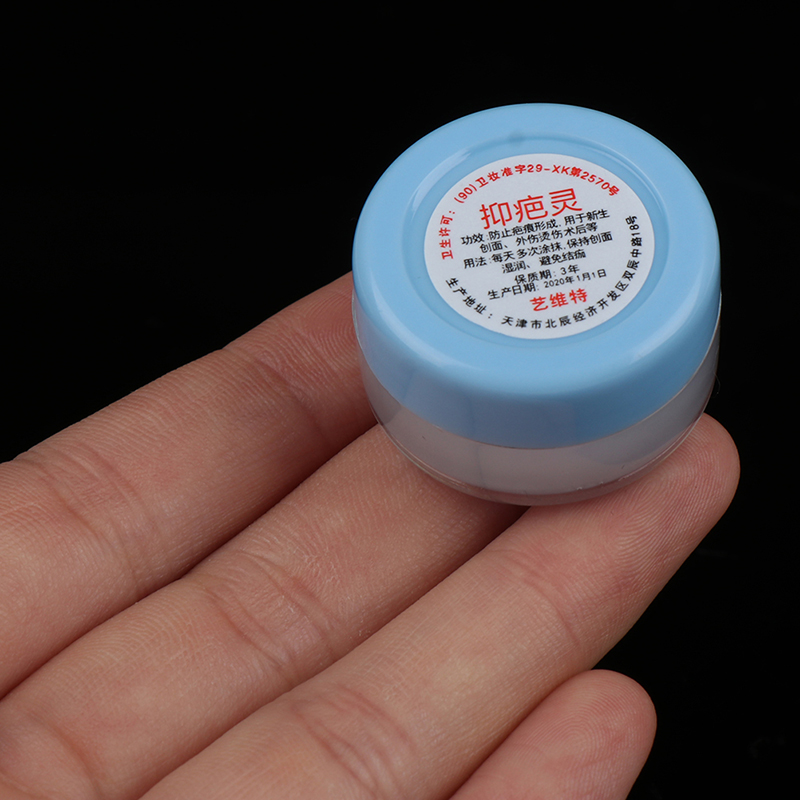 卫生许可：(90)卫妆准字29-XK第2570号
抑疤灵
功效:防止疤痕形成,用于新生
创面、外伤烫伤术后等
用法:每天多次涂抹,保持创面
湿润、避免结痂
保质期:3年
生产日期:2020年1月1日
艺维特
生产地址：天津市北辰经济开发区双辰中路18号